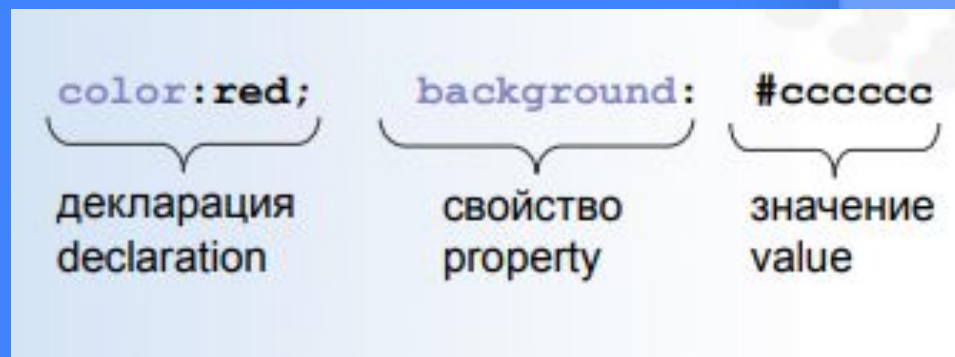 color:red; background: #cccccc
декларация свойство значение
declaration property value